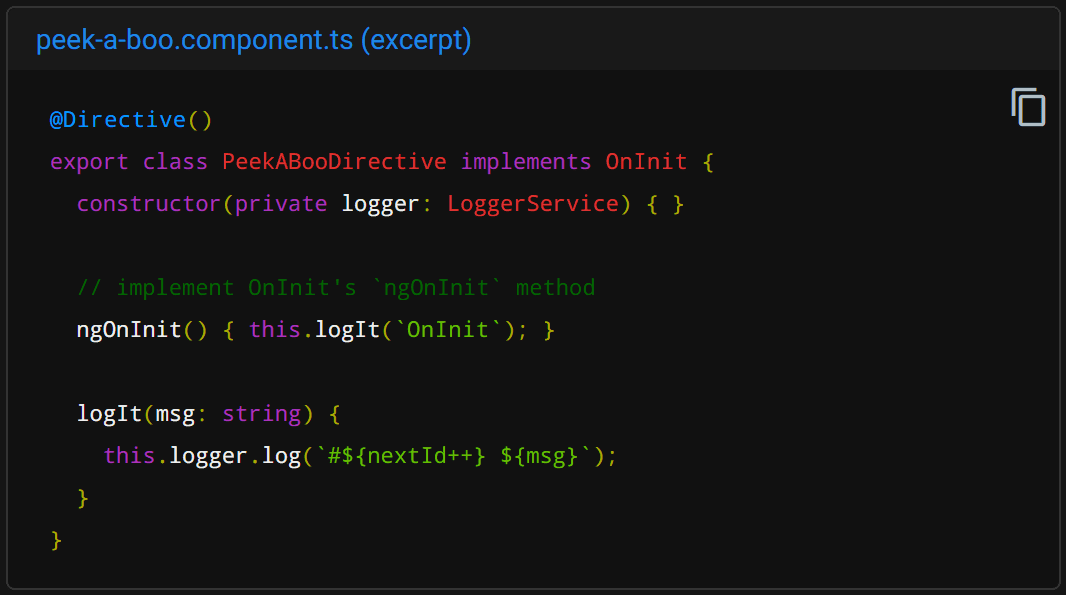 peek-a-boo.component.ts (excerpt)
@Directive()
export class PeekABooDirective implements OnInit {
  constructor(private logger: LoggerService) { }

  // implement OnInit's `ngOnInit` method
  ngOnInit() { this.logIt(`OnInit`); }

  logIt(msg: string) {
    this.logger.log(`#${nextId++} ${msg}`);
  }
}